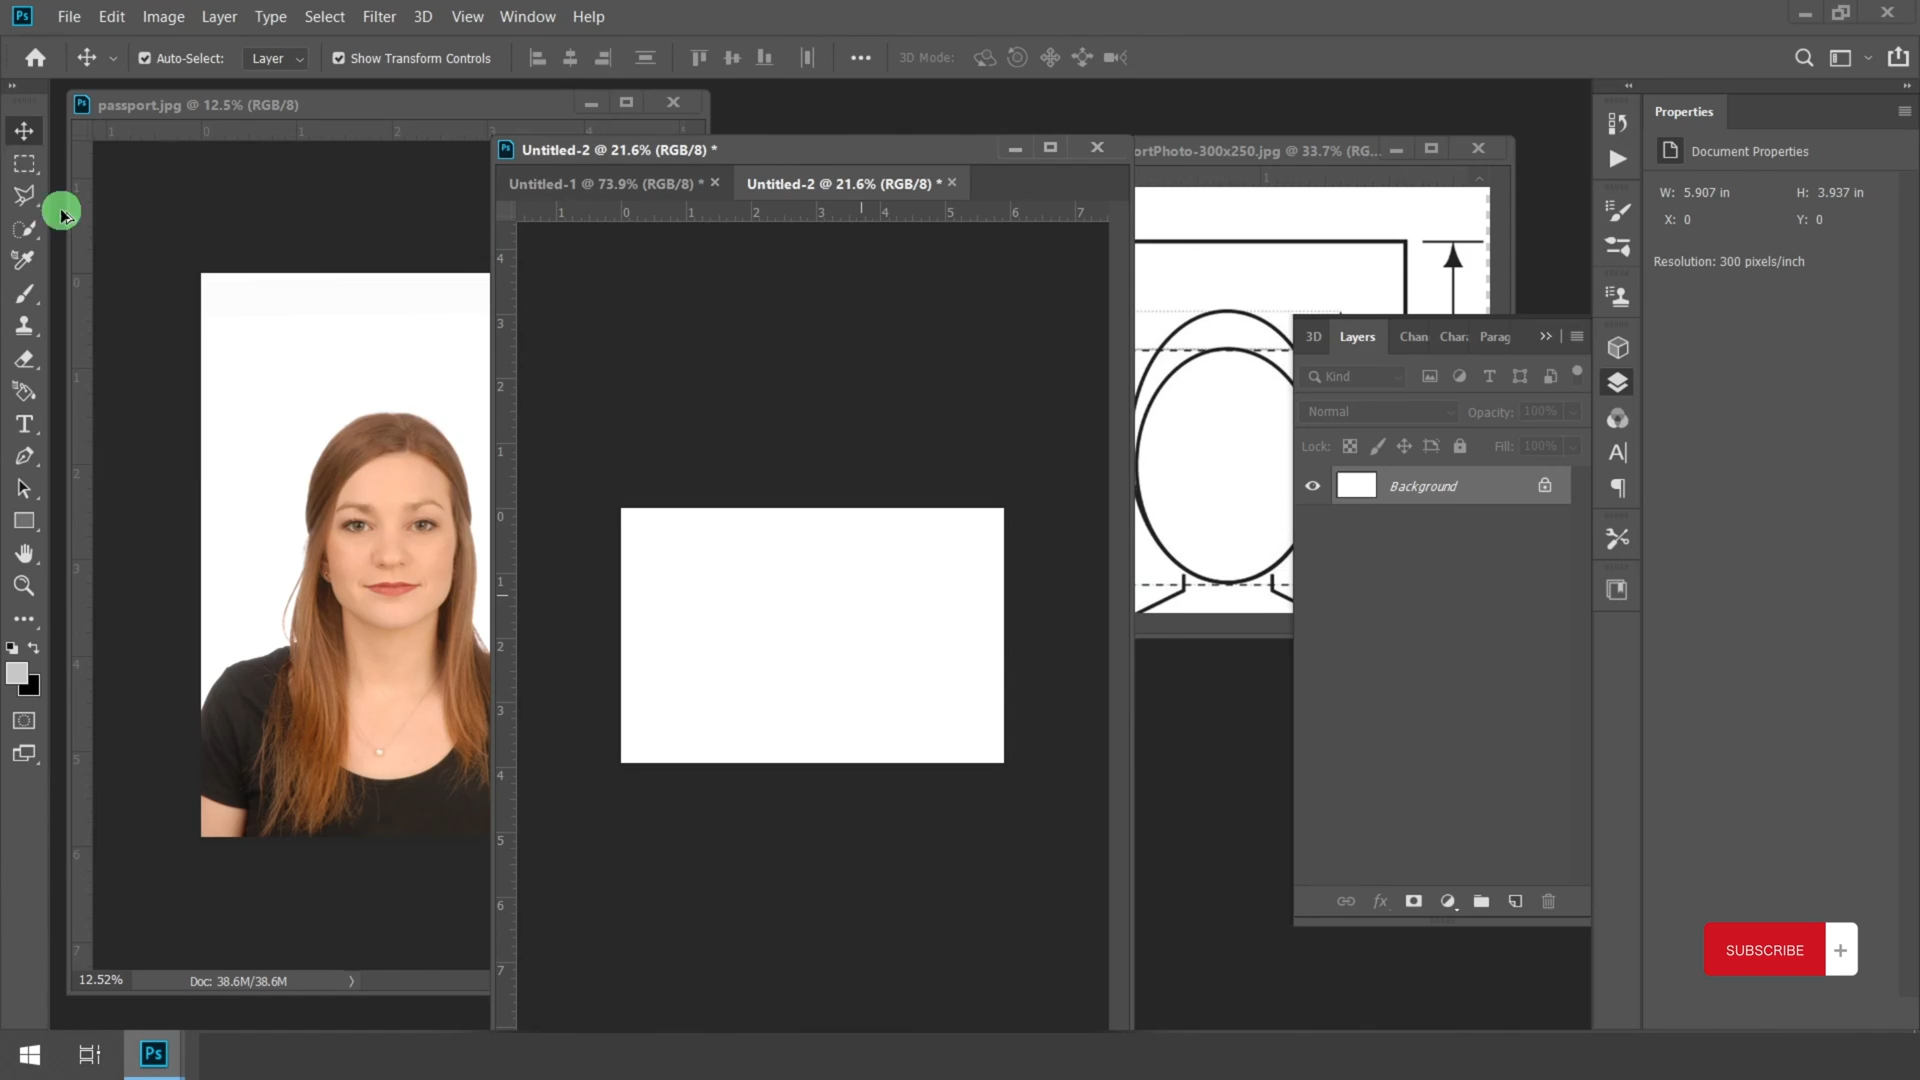 Ps File Edit Image Layer Type Select Filter 3D View Window Help
Auto-Select: Layer Show Transform Controls 3D Mode:
passport.jpg @ 12.5% (RGB/8)
Untitled-2 @ 21.6% (RGB/8) *
ortPhoto-300x250.jpg @ 33.7% (RG...
Untitled-1 @ 73.9% (RGB/8) * Untitled-2 @ 21.6% (RGB/8) *
Properties
Document Properties
W: 5.907 in H: 3.937 in
X: 0 Y: 0
Resolution: 300 pixels/inch
3D Layers Chan Chara Parag
Kind
Normal Opacity: 100%
Lock: Fill: 100%
Background
fx
12.52% Doc: 38.6M/38.6M
SUBSCRIBE +
Ps